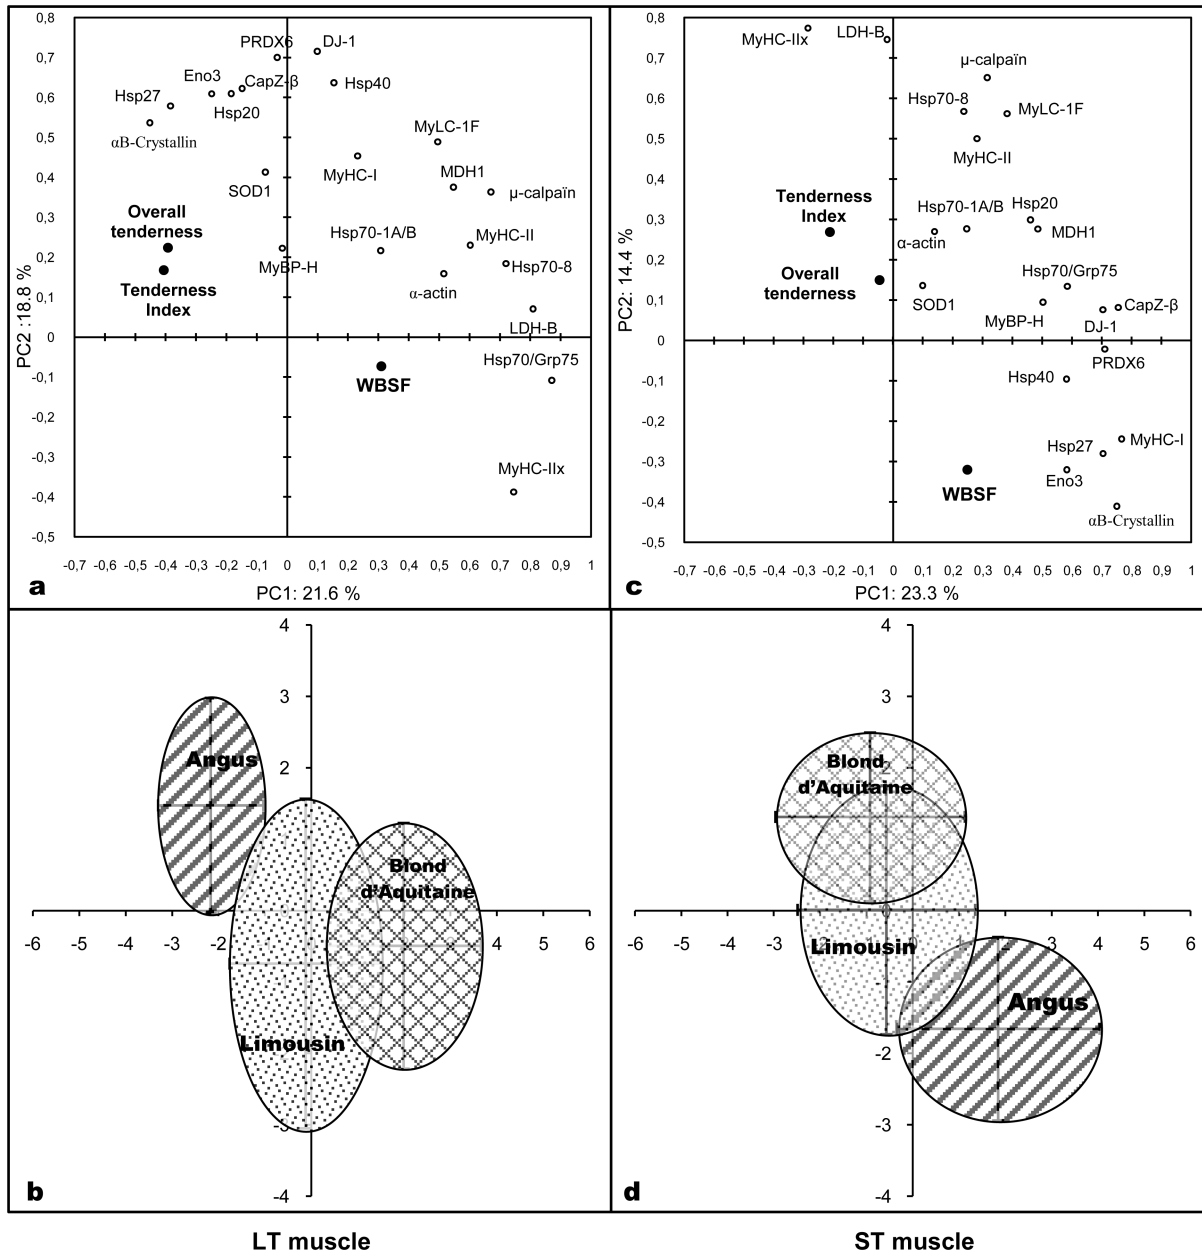 0,8
0,7
0,6
0,5
0,4
0,3
0,2
0,1
0
-0,1
-0,2
-0,3
-0,4
-0,5
PC2 :18.8 %
PRDX6
DJ-1
Eno3
CapZ-β
Hsp40
Hsp27
Hsp20
αB-Crystallin
MyLC-1F
MyHC-I
MDH1
SOD1
μ-calpaïn
Overall
tenderness
Hsp70-1A/B
MyHC-II
MyBP-H
Hsp70-8
Tenderness
Index
α-actin
LDH-B
Hsp70/Grp75
WBSF
MyHC-IIx
-0,7 -0,6 -0,5 -0,4 -0,3 -0,2 -0,1 0 0,1 0,2 0,3 0,4 0,5 0,6 0,7 0,8 0,9 1
PC1: 21.6 %
a
0,8
0,7
0,6
0,5
0,4
0,3
0,2
0,1
0
-0,1
-0,2
-0,3
-0,4
-0,5
PC2: 14.4 %
MyHC-IIx
LDH-B
μ-calpaïn
Hsp70-8
MyLC-1F
MyHC-II
Tenderness
Index
Hsp70-1A/B
Hsp20
α-actin
MDH1
Overall
tenderness
Hsp70/Grp75
SOD1
MyBP-H
CapZ-β
DJ-1
PRDX6
Hsp40
MyHC-I
Hsp27
Eno3
WBSF
αB-Crystallin
-0,7 -0,6 -0,5 -0,4 -0,3 -0,2 -0,1 0 0,1 0,2 0,3 0,4 0,5 0,6 0,7 0,8 0,9 1
PC1: 23.3 %
c
4
3
2
Angus
Blond
d'Aquitaine
-6 -5 -4 -3 -2 2 3 4 5 6
Limousin
-3
-4
b
4
3
2
Blond
d'Aquitaine
-6 -5 -4 -3 2 3 4 5 6
Limousin
Angus
-2
-3
-4
d
LT muscle
ST muscle